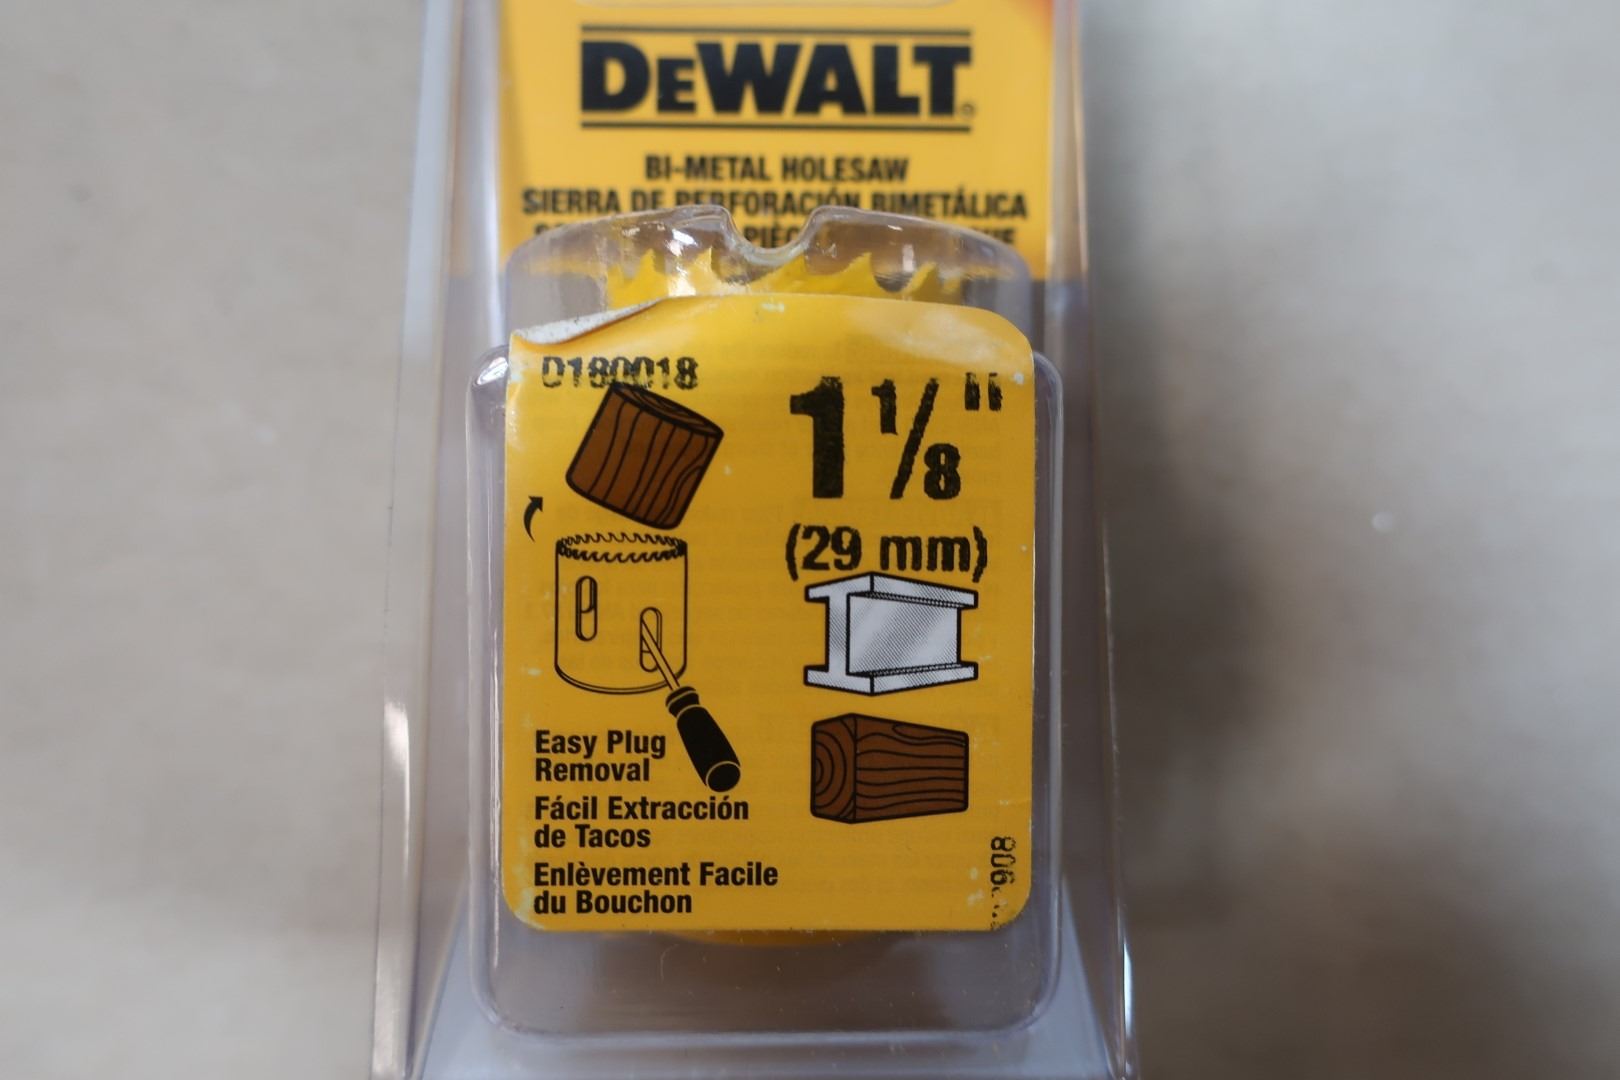 DEWALT®
BI-METAL HOLESAW
SIERRA DE PERFORACIÓN BIMETÁLICA
D180018
1 1/8"
(29 mm)
Easy Plug
Removal
Fácil Extracción
de Tacos
Enlèvement Facile
du Bouchon